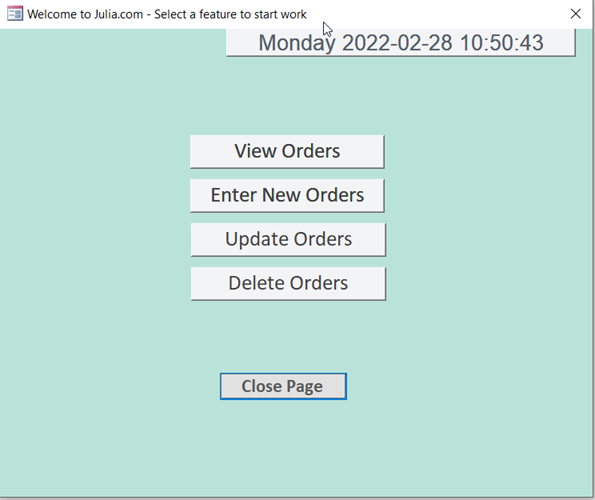 Welcome to Julia.com - Select a feature to start work
Monday 2022-02-28 10:50:43
View Orders
Enter New Orders
Update Orders
Delete Orders
Close Page